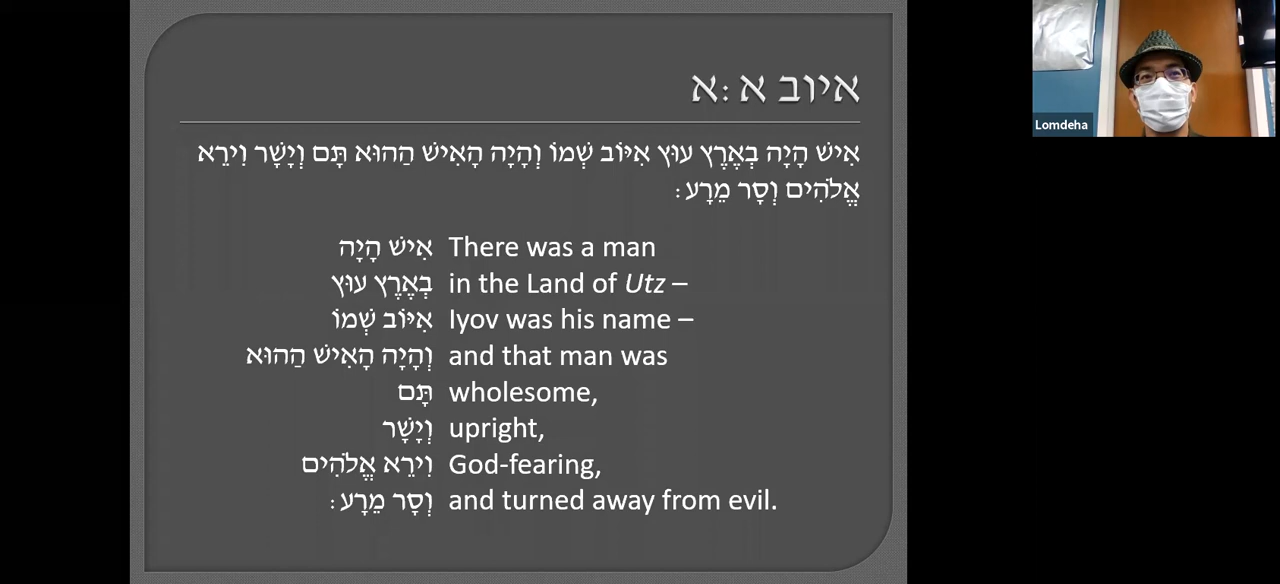 איוב א :א
אִישׁ הָיָה בְאֶרֶץ עוּץ אִיּוֹב שְׁמוֹ וְהָיָה הָאִישׁ הַהוּא תָּם וְיָשָׁר וִירֵא
אֱלֹהִים וְסָר מֵרָע:
אִישׁ הָיָה There was a man
בְאֶרֶץ עוּץ in the Land of Utz –
אִיּוֹב שְׁמוֹ Iyov was his name –
וְהָיָה הָאִישׁ הַהוּא and that man was
תָּם wholesome,
וְיָשָׁר upright,
וִירֵא אֱלֹהִים God-fearing,
וְסָר מֵרָע: and turned away from evil.
Lomdeha